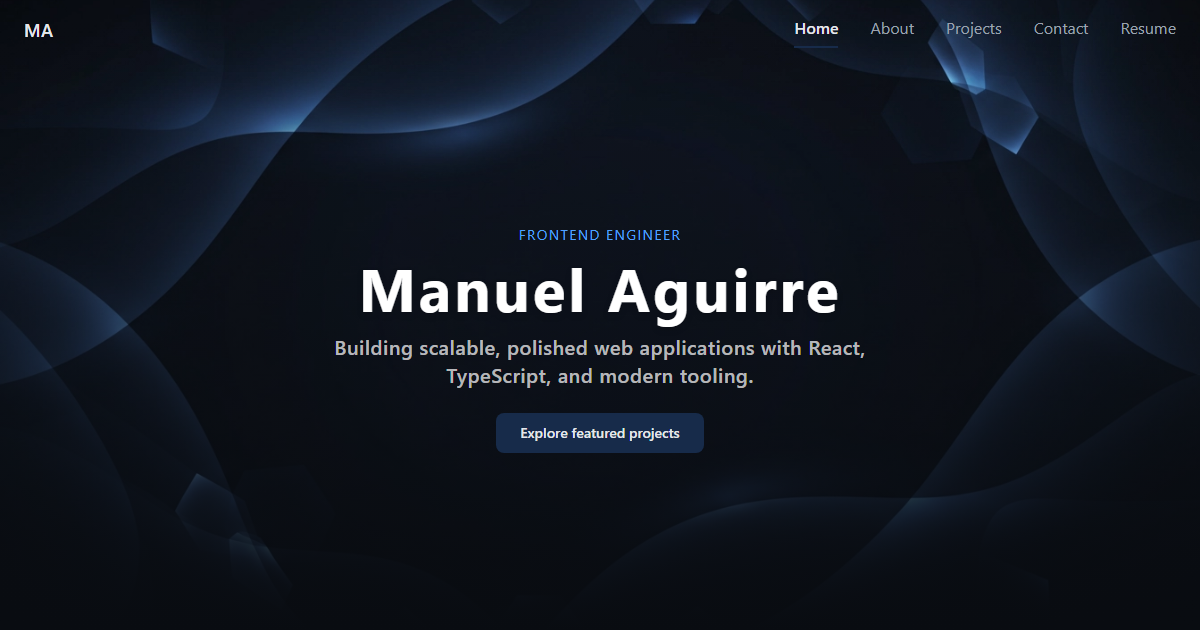 MA
Home About Projects Contact Resume
FRONTEND ENGINEER
Manuel Aguirre
Building scalable, polished web applications with React,
TypeScript, and modern tooling.
Explore featured projects